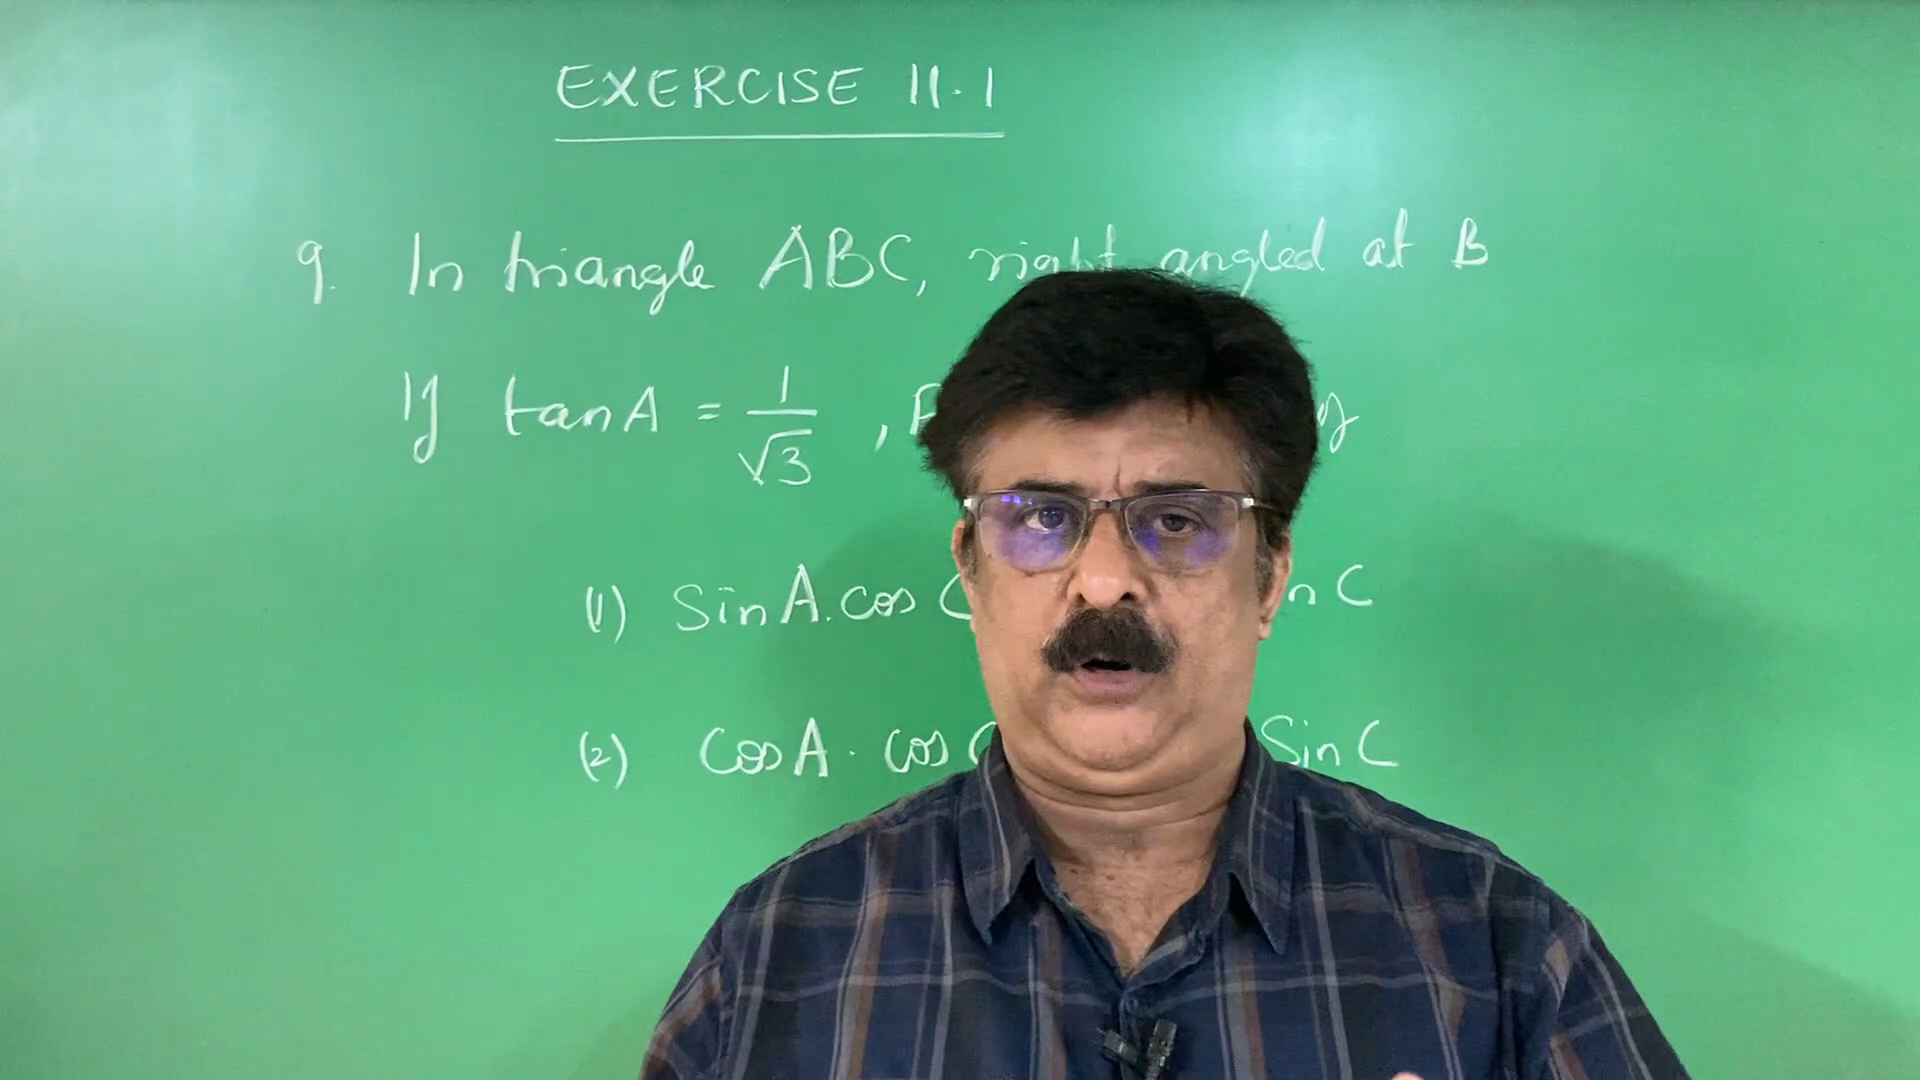 EXERCISE 11.1
9. In triangle ABC, right angled at B
If tan A = 1/√3 ,
(1) Sin A. cos C
(2) Cos A. cos Sin C